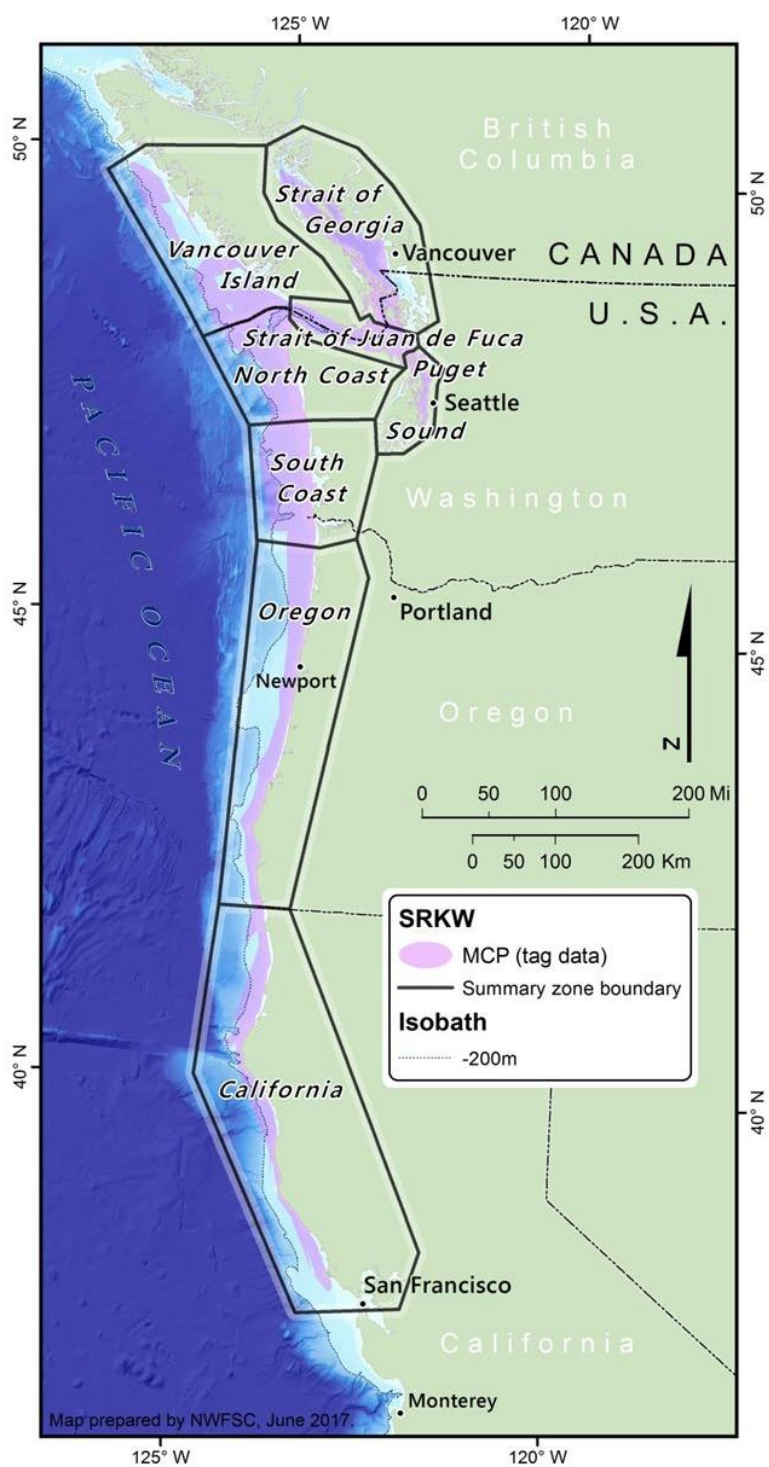 125° W
120° W
50° N
British
Columbia
50° N
Strait of
Georgia
Vancouver
Vancouver
Island
CANADA
U.S.A.
Strait of Juan de Fuca
North Coast
Puget
Sound
Seattle
South
Coast
Washington
PACIFIC OCEAN
45° N
Oregon
Portland
45° N
Newport
Oregon
N
0 50 100 200 Mi
0 50 100 200 Km
SRKW
MCP (tag data)
Summary zone boundary
Isobath
-200m
40° N
California
40° N
San Francisco
California
Monterey
Map prepared by NWFSC, June 2017.
125° W
120° W